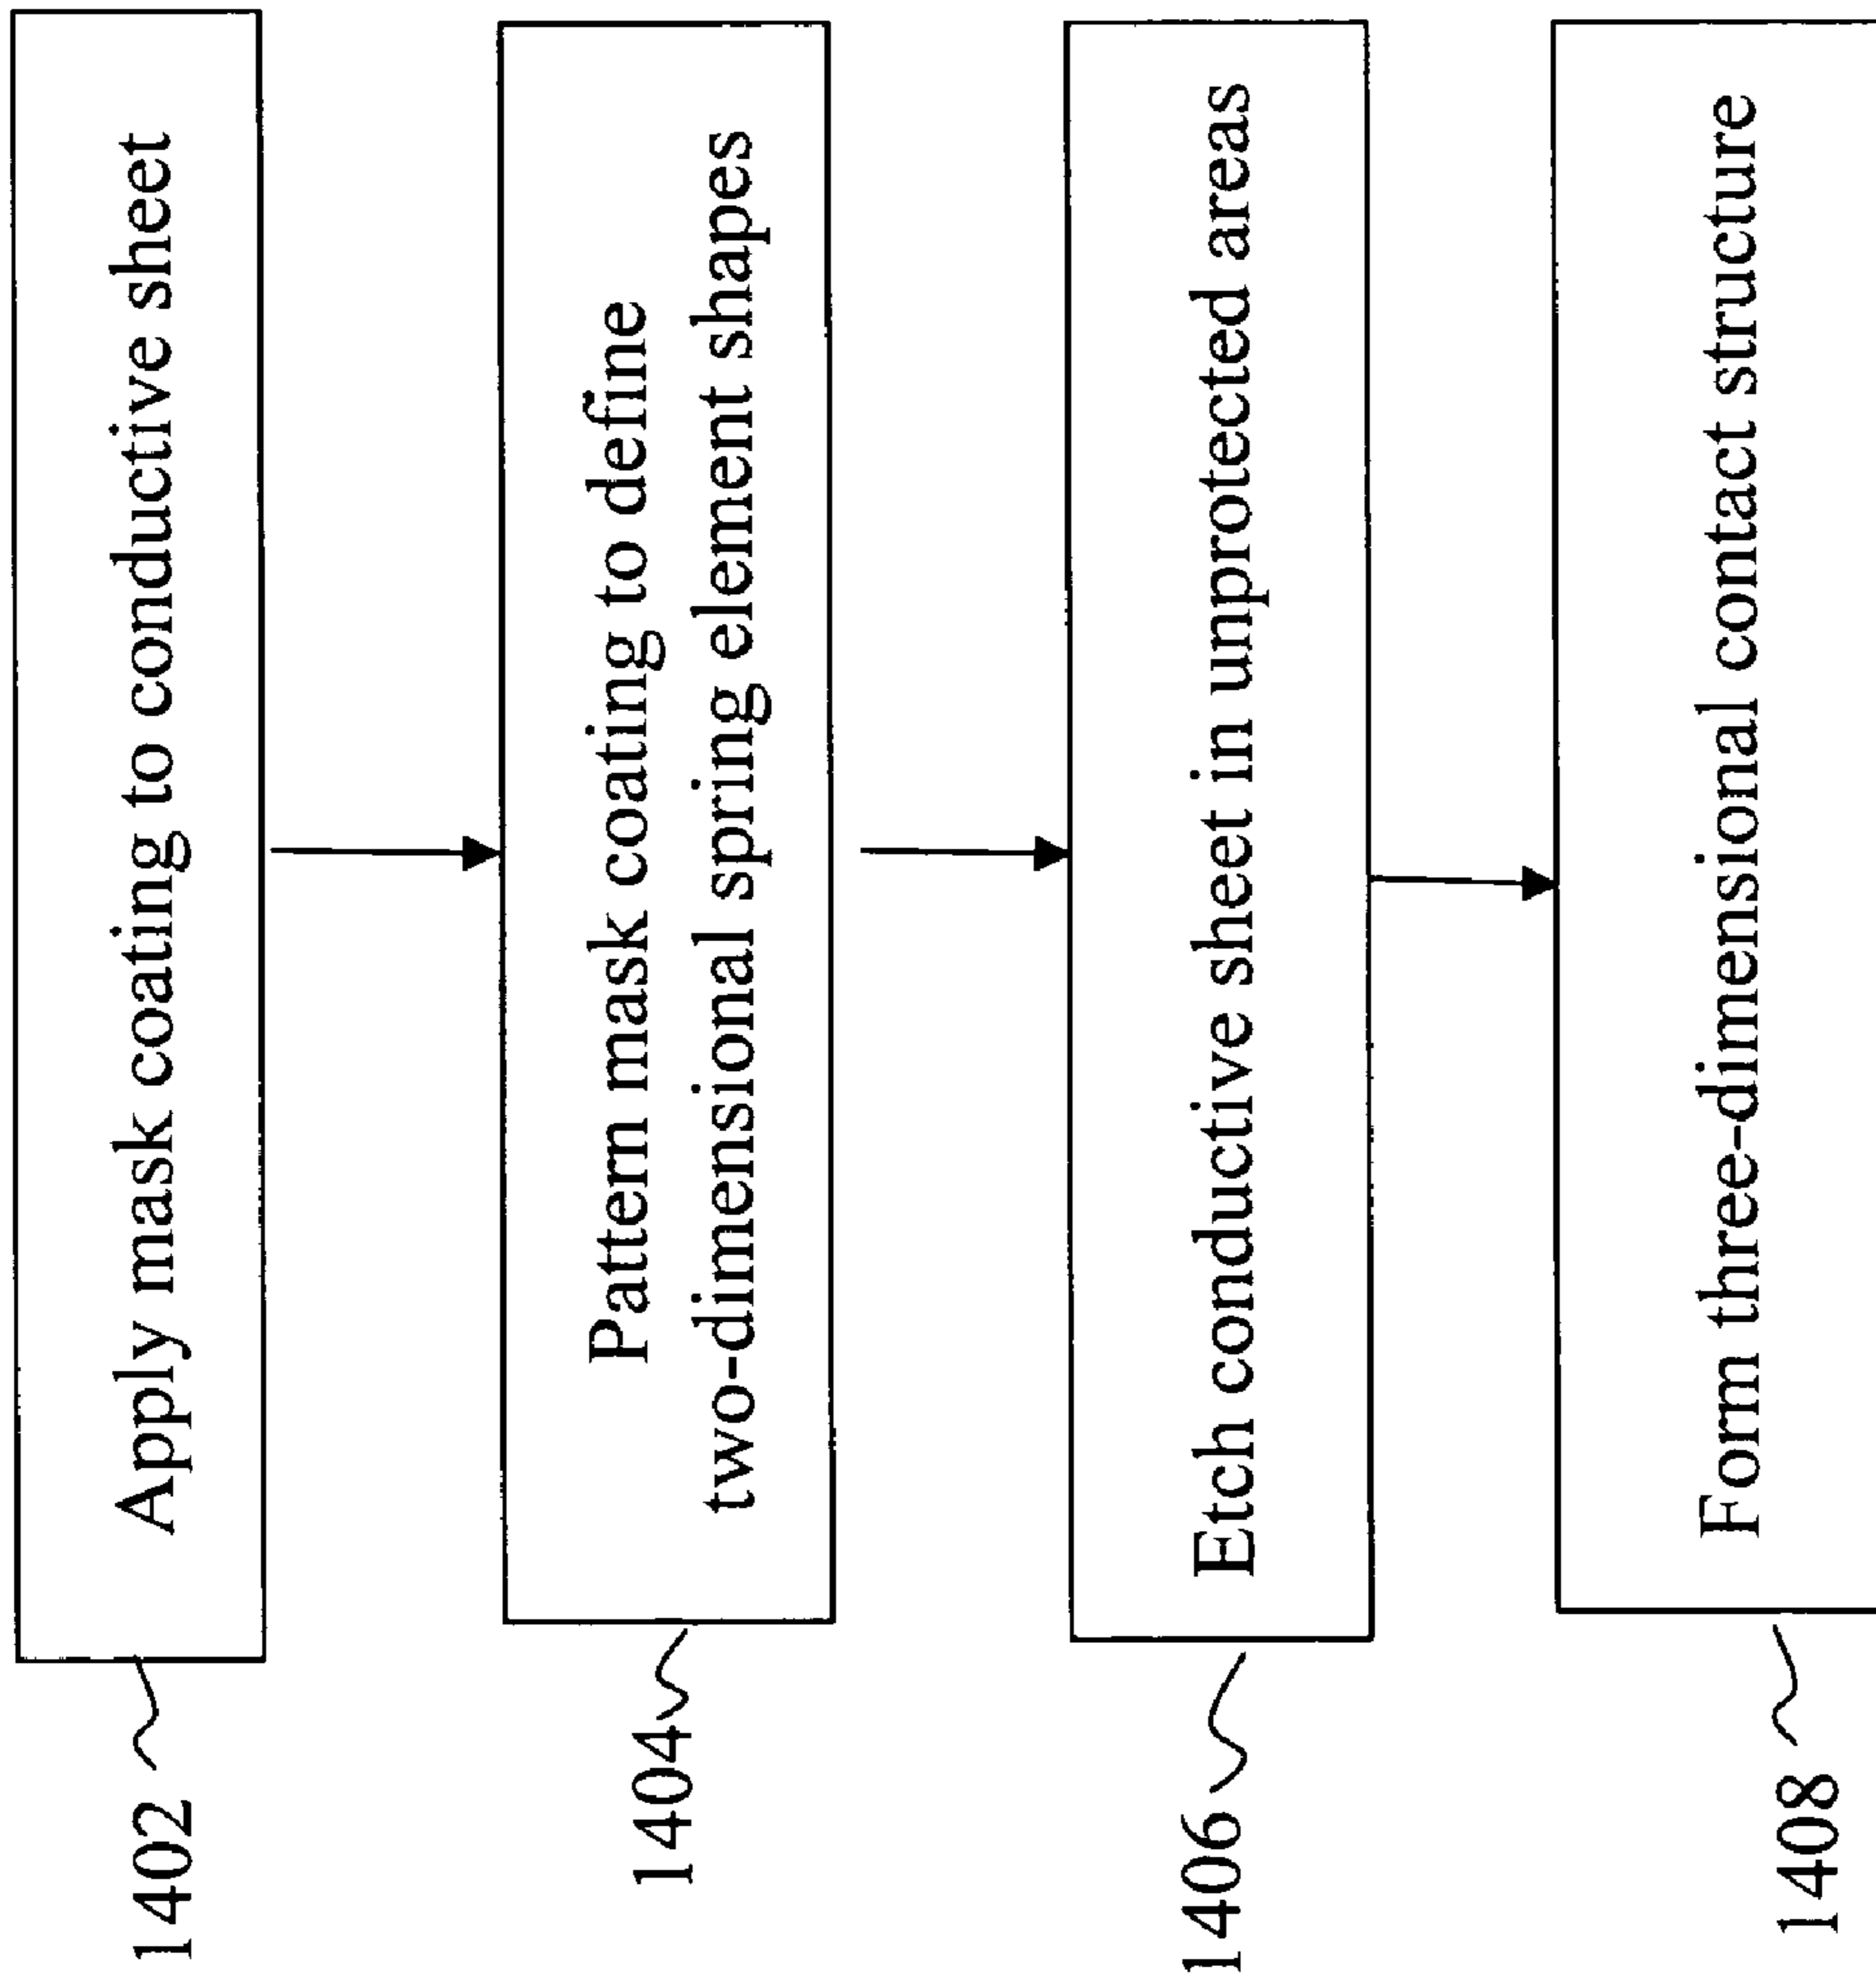 1402
Apply mask coating to conductive sheet
1404
Pattern mask coating to define
two-dimensional spring element shapes
1406
Etch conductive sheet in unprotected areas
1408
Form three-dimensional contact structure